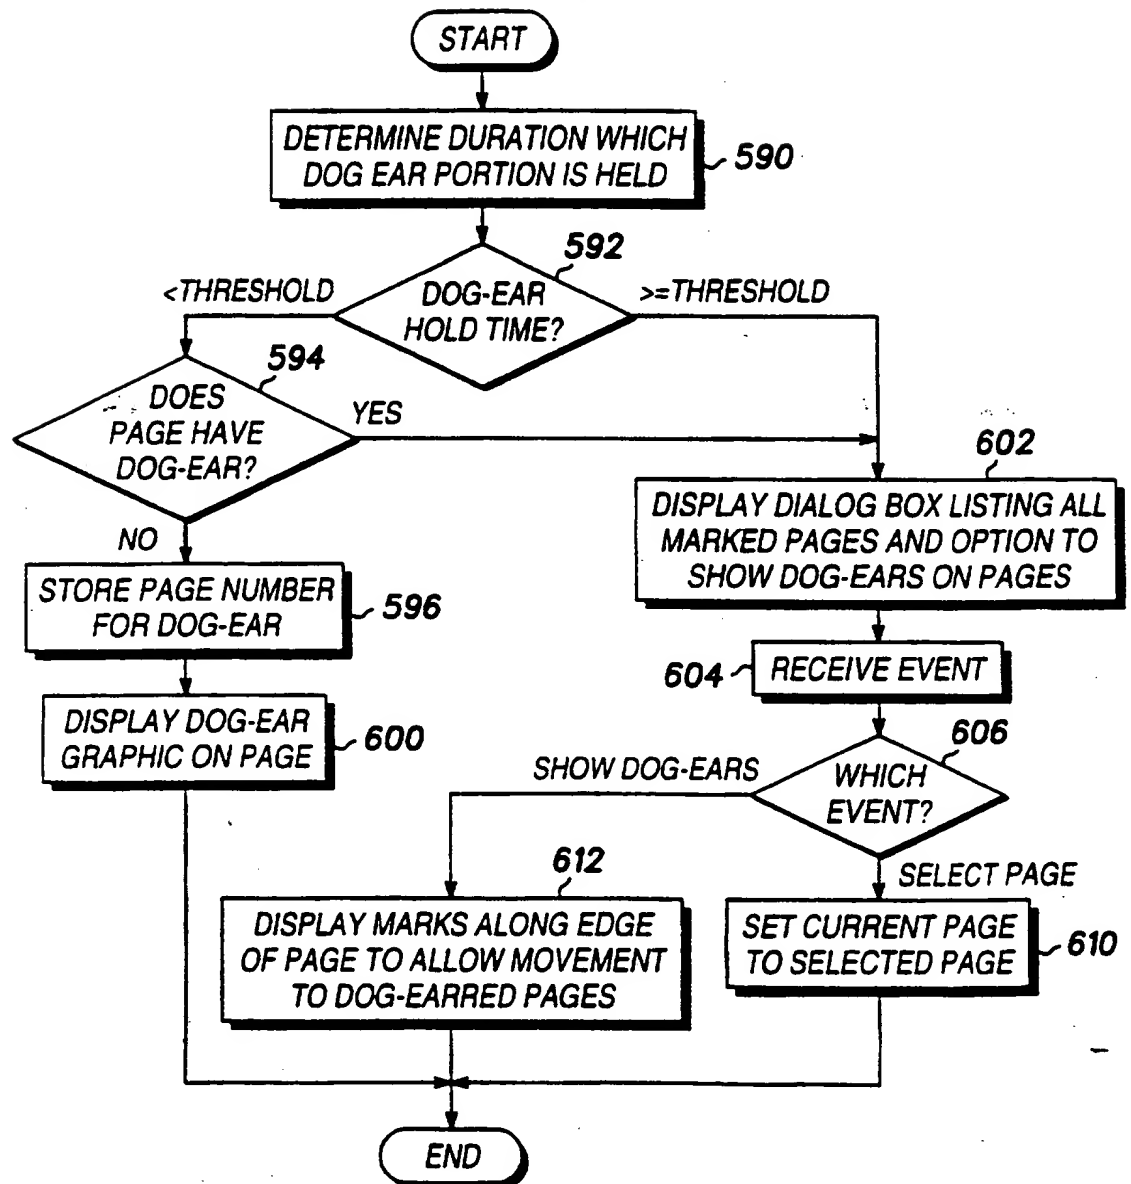 START
DETERMINE DURATION WHICH
DOG EAR PORTION IS HELD
590
592
<THRESHOLD
DOG-EAR
HOLD TIME?
>=THRESHOLD
594
DOES
PAGE HAVE
DOG-EAR?
YES
NO
602
DISPLAY DIALOG BOX LISTING ALL
MARKED PAGES AND OPTION TO
SHOW DOG-EARS ON PAGES
STORE PAGE NUMBER
FOR DOG-EAR
596
604
RECEIVE EVENT
DISPLAY DOG-EAR
GRAPHIC ON PAGE
600
606
SHOW DOG-EARS
WHICH
EVENT?
SELECT PAGE
612
DISPLAY MARKS ALONG EDGE
OF PAGE TO ALLOW MOVEMENT
TO DOG-EARRED PAGES
SET CURRENT PAGE
TO SELECTED PAGE
610
END